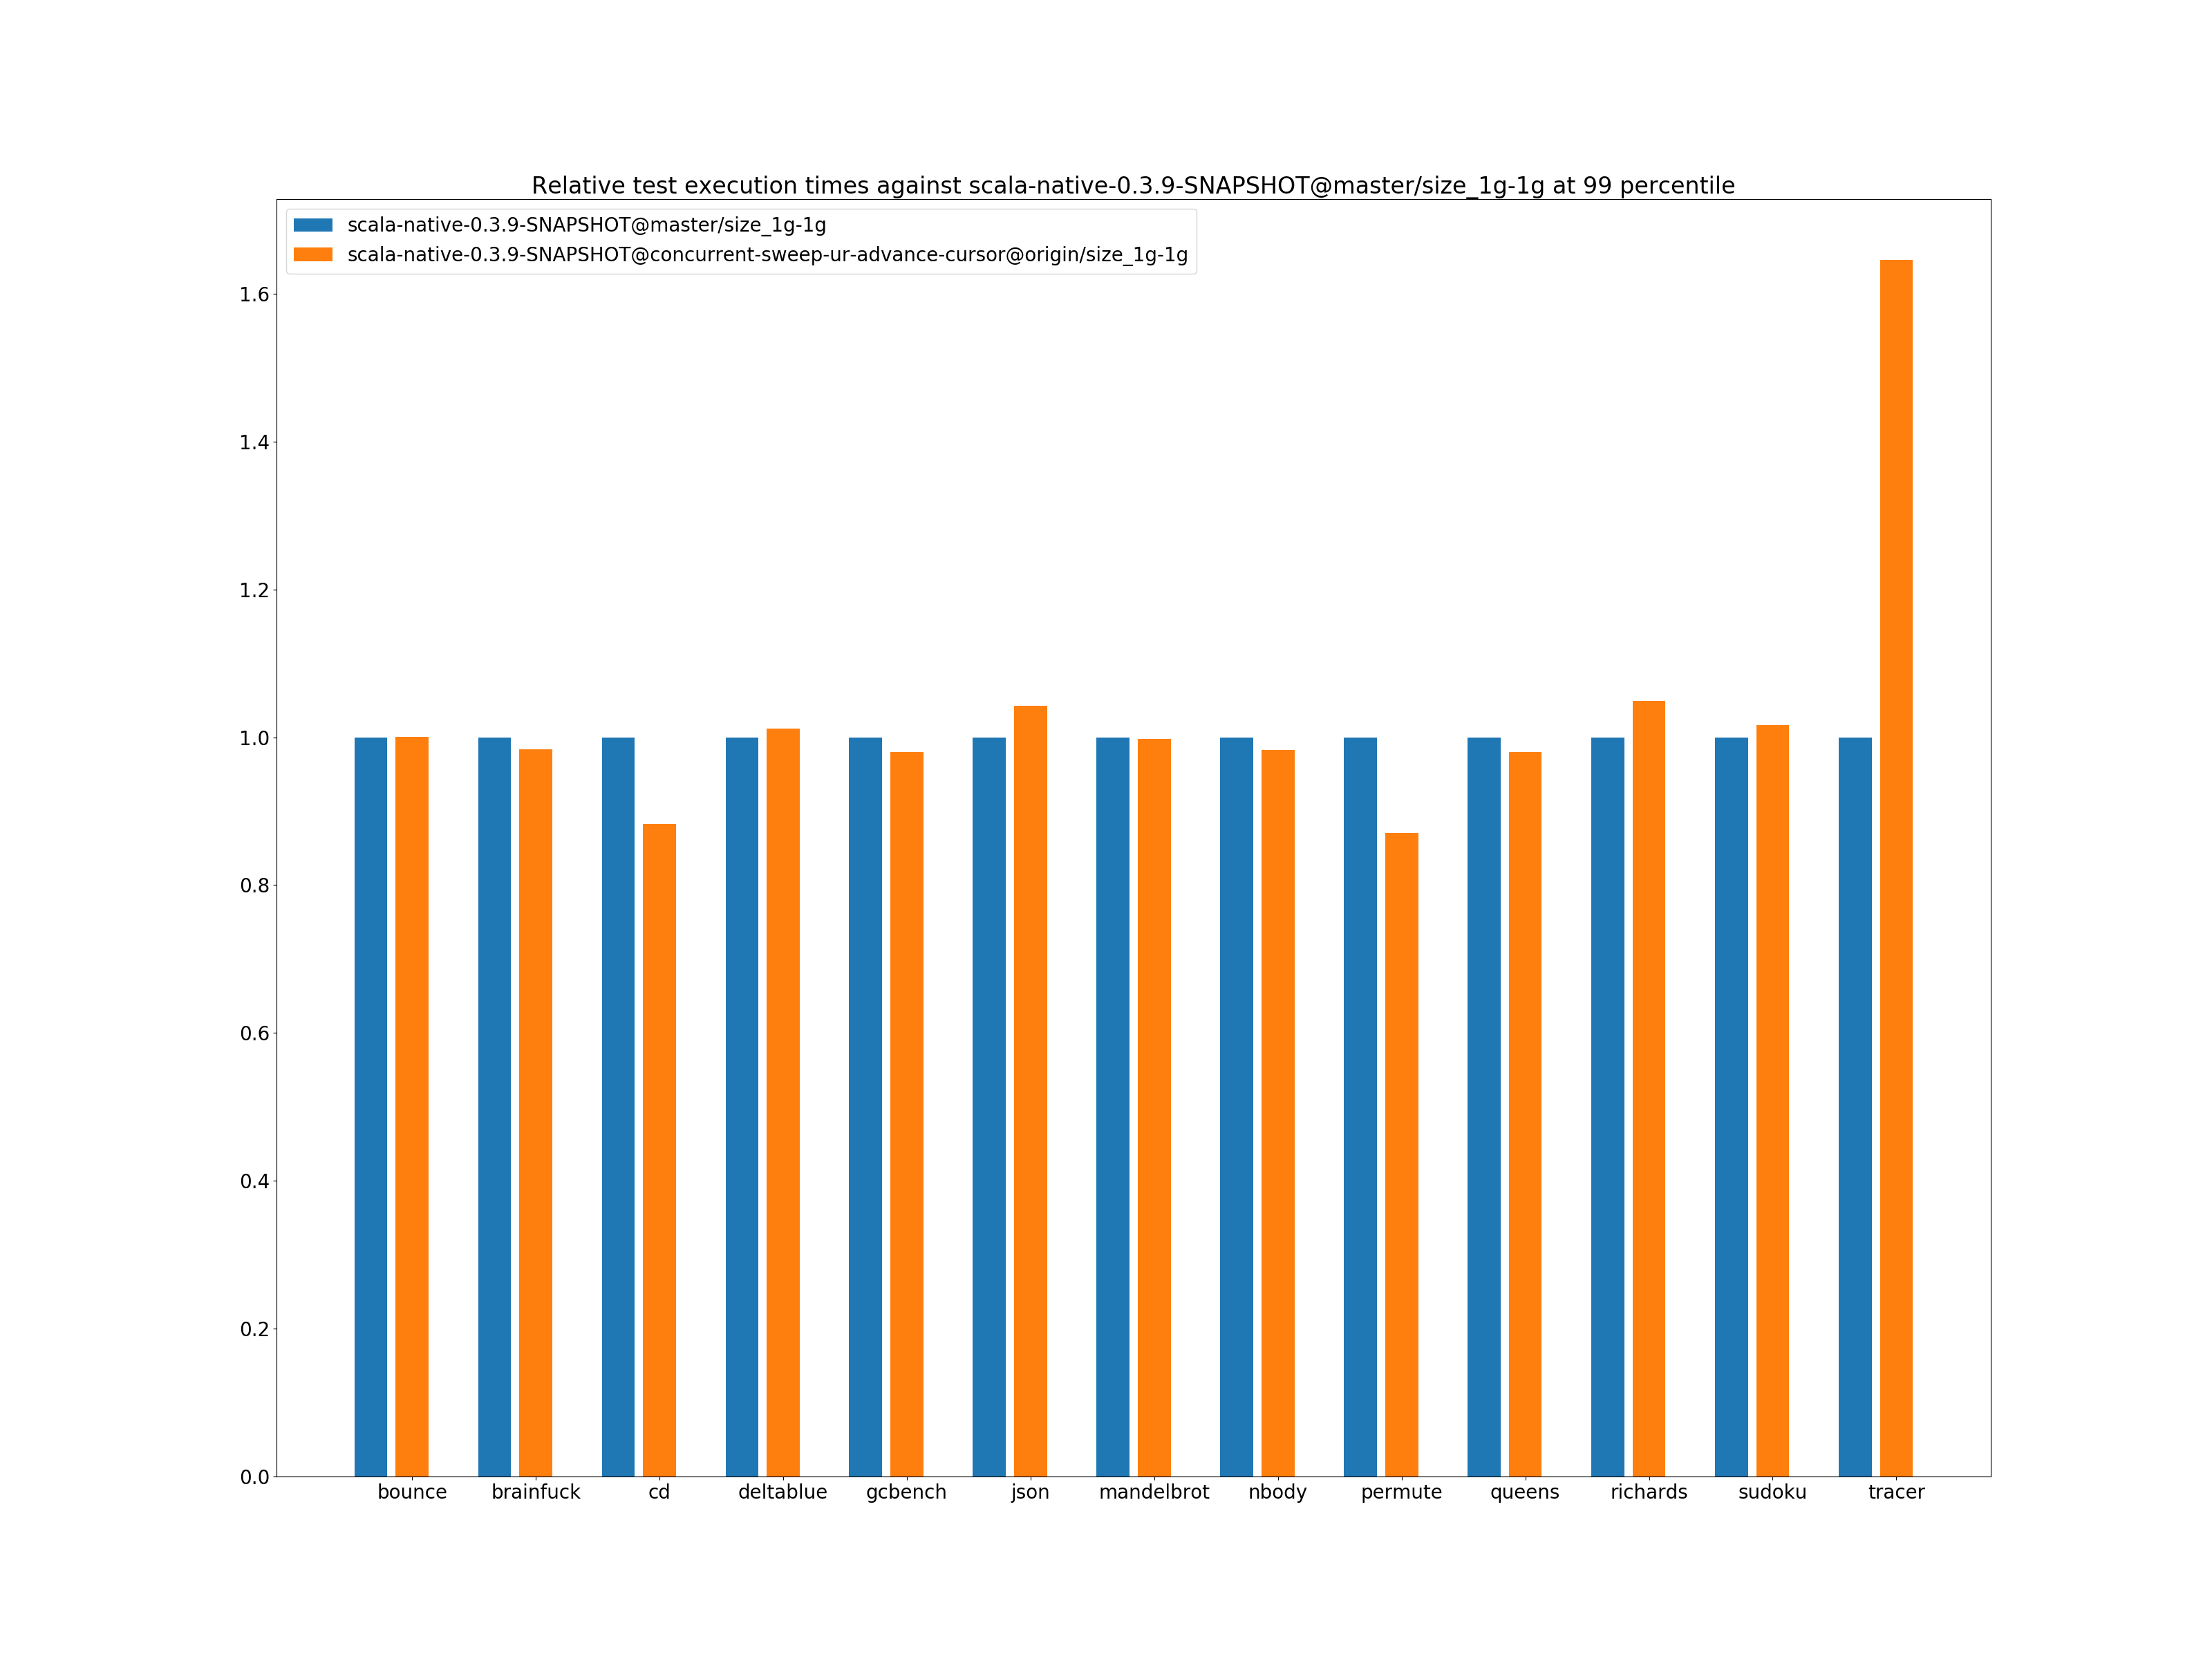 Relative test execution times against scala-native-0.3.9-SNAPSHOT@master/size_1g-1g at 99 percentile
scala-native-0.3.9-SNAPSHOT@master/size_1g-1g
scala-native-0.3.9-SNAPSHOT@concurrent-sweep-ur-advance-cursor@origin/size_1g-1g
1.6
1.4
1.2
1.0
0.8
0.6
0.4
0.2
0.0
bounce brainfuck cd deltablue gcbench json mandelbrot nbody permute queens richards sudoku tracer